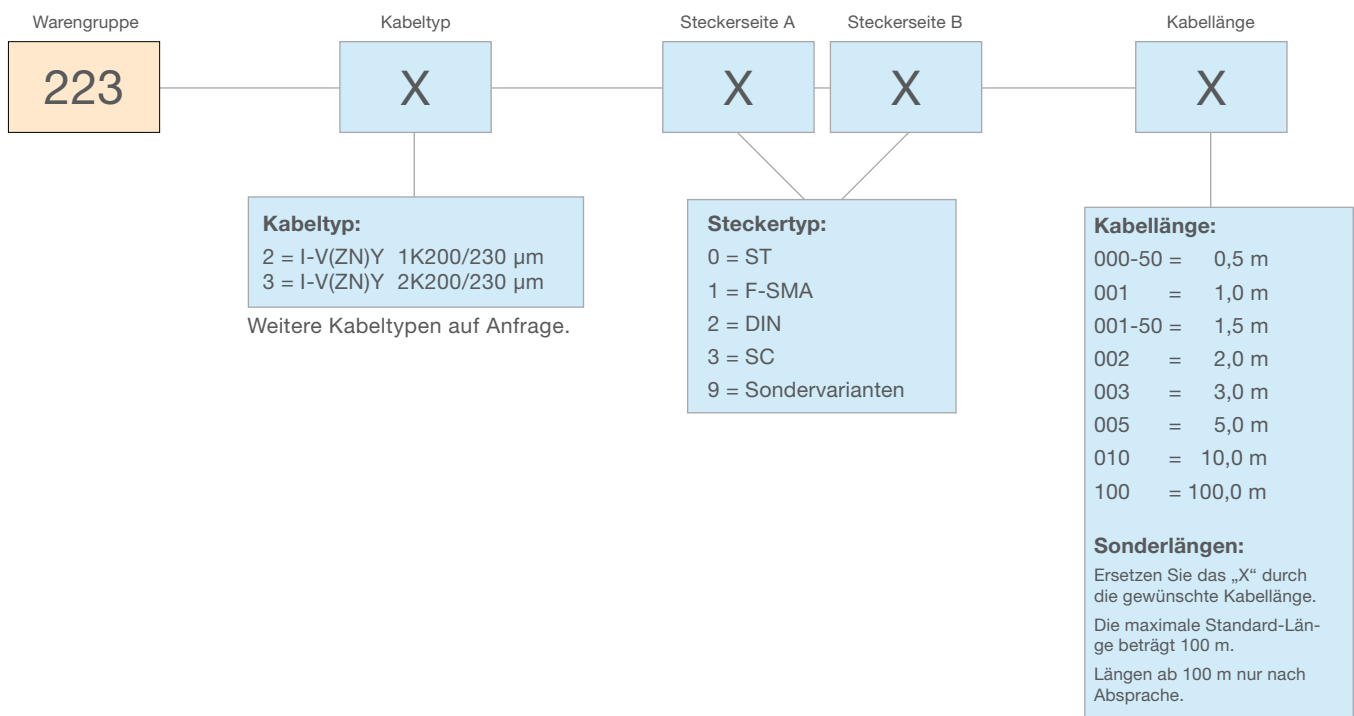 Warengruppe
Kabeltyp
Steckerseite A
Steckerseite B
Kabellänge
223
X
X
X
X
Kabeltyp:
2 = I-V(ZN)Y 1K200/230 µm
3 = I-V(ZN)Y 2K200/230 µm
Weitere Kabeltypen auf Anfrage.
Steckertyp:
0 = ST
1 = F-SMA
2 = DIN
3 = SC
9 = Sondervarianten
Kabellänge:
000-50 = 0,5 m
001 = 1,0 m
001-50 = 1,5 m
002 = 2,0 m
003 = 3,0 m
005 = 5,0 m
010 = 10,0 m
100 = 100,0 m
Sonderlängen:
Ersetzen Sie das „X“ durch
die gewünschte Kabellänge.
Die maximale Standard-Län-
ge beträgt 100 m.
Längen ab 100 m nur nach
Absprache.